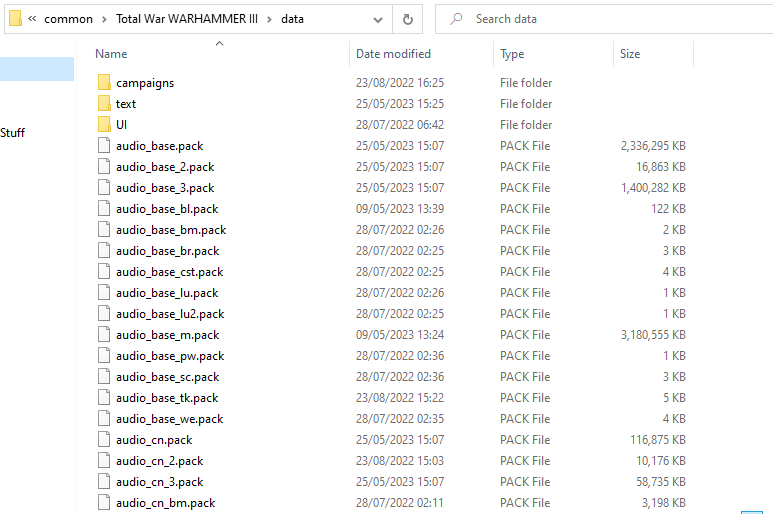 « common > Total War WARHAMMER III > data
Search data
Name Date modified Type Size
Stuff
campaigns 23/08/2022 16:25 File folder
text 25/05/2023 15:25 File folder
UI 28/07/2022 06:42 File folder
audio_base.pack 25/05/2023 15:07 PACK File 2,336,295 KB
audio_base_2.pack 25/05/2023 15:07 PACK File 16,863 KB
audio_base_3.pack 25/05/2023 15:07 PACK File 1,400,282 KB
audio_base_bl.pack 09/05/2023 13:39 PACK File 122 KB
audio_base_bm.pack 28/07/2022 02:26 PACK File 2 KB
audio_base_br.pack 28/07/2022 02:25 PACK File 3 KB
audio_base_cst.pack 28/07/2022 02:25 PACK File 4 KB
audio_base_lu.pack 28/07/2022 02:26 PACK File 1 KB
audio_base_lu2.pack 28/07/2022 02:25 PACK File 1 KB
audio_base_m.pack 09/05/2023 13:24 PACK File 3,180,555 KB
audio_base_pw.pack 28/07/2022 02:36 PACK File 1 KB
audio_base_sc.pack 28/07/2022 02:36 PACK File 3 KB
audio_base_tk.pack 23/08/2022 15:22 PACK File 5 KB
audio_base_we.pack 28/07/2022 02:35 PACK File 4 KB
audio_cn.pack 25/05/2023 15:07 PACK File 116,875 KB
audio_cn_2.pack 23/08/2022 15:03 PACK File 10,176 KB
audio_cn_3.pack 25/05/2023 15:07 PACK File 58,735 KB
audio_cn_bm.pack 28/07/2022 02:11 PACK File 3,198 KB